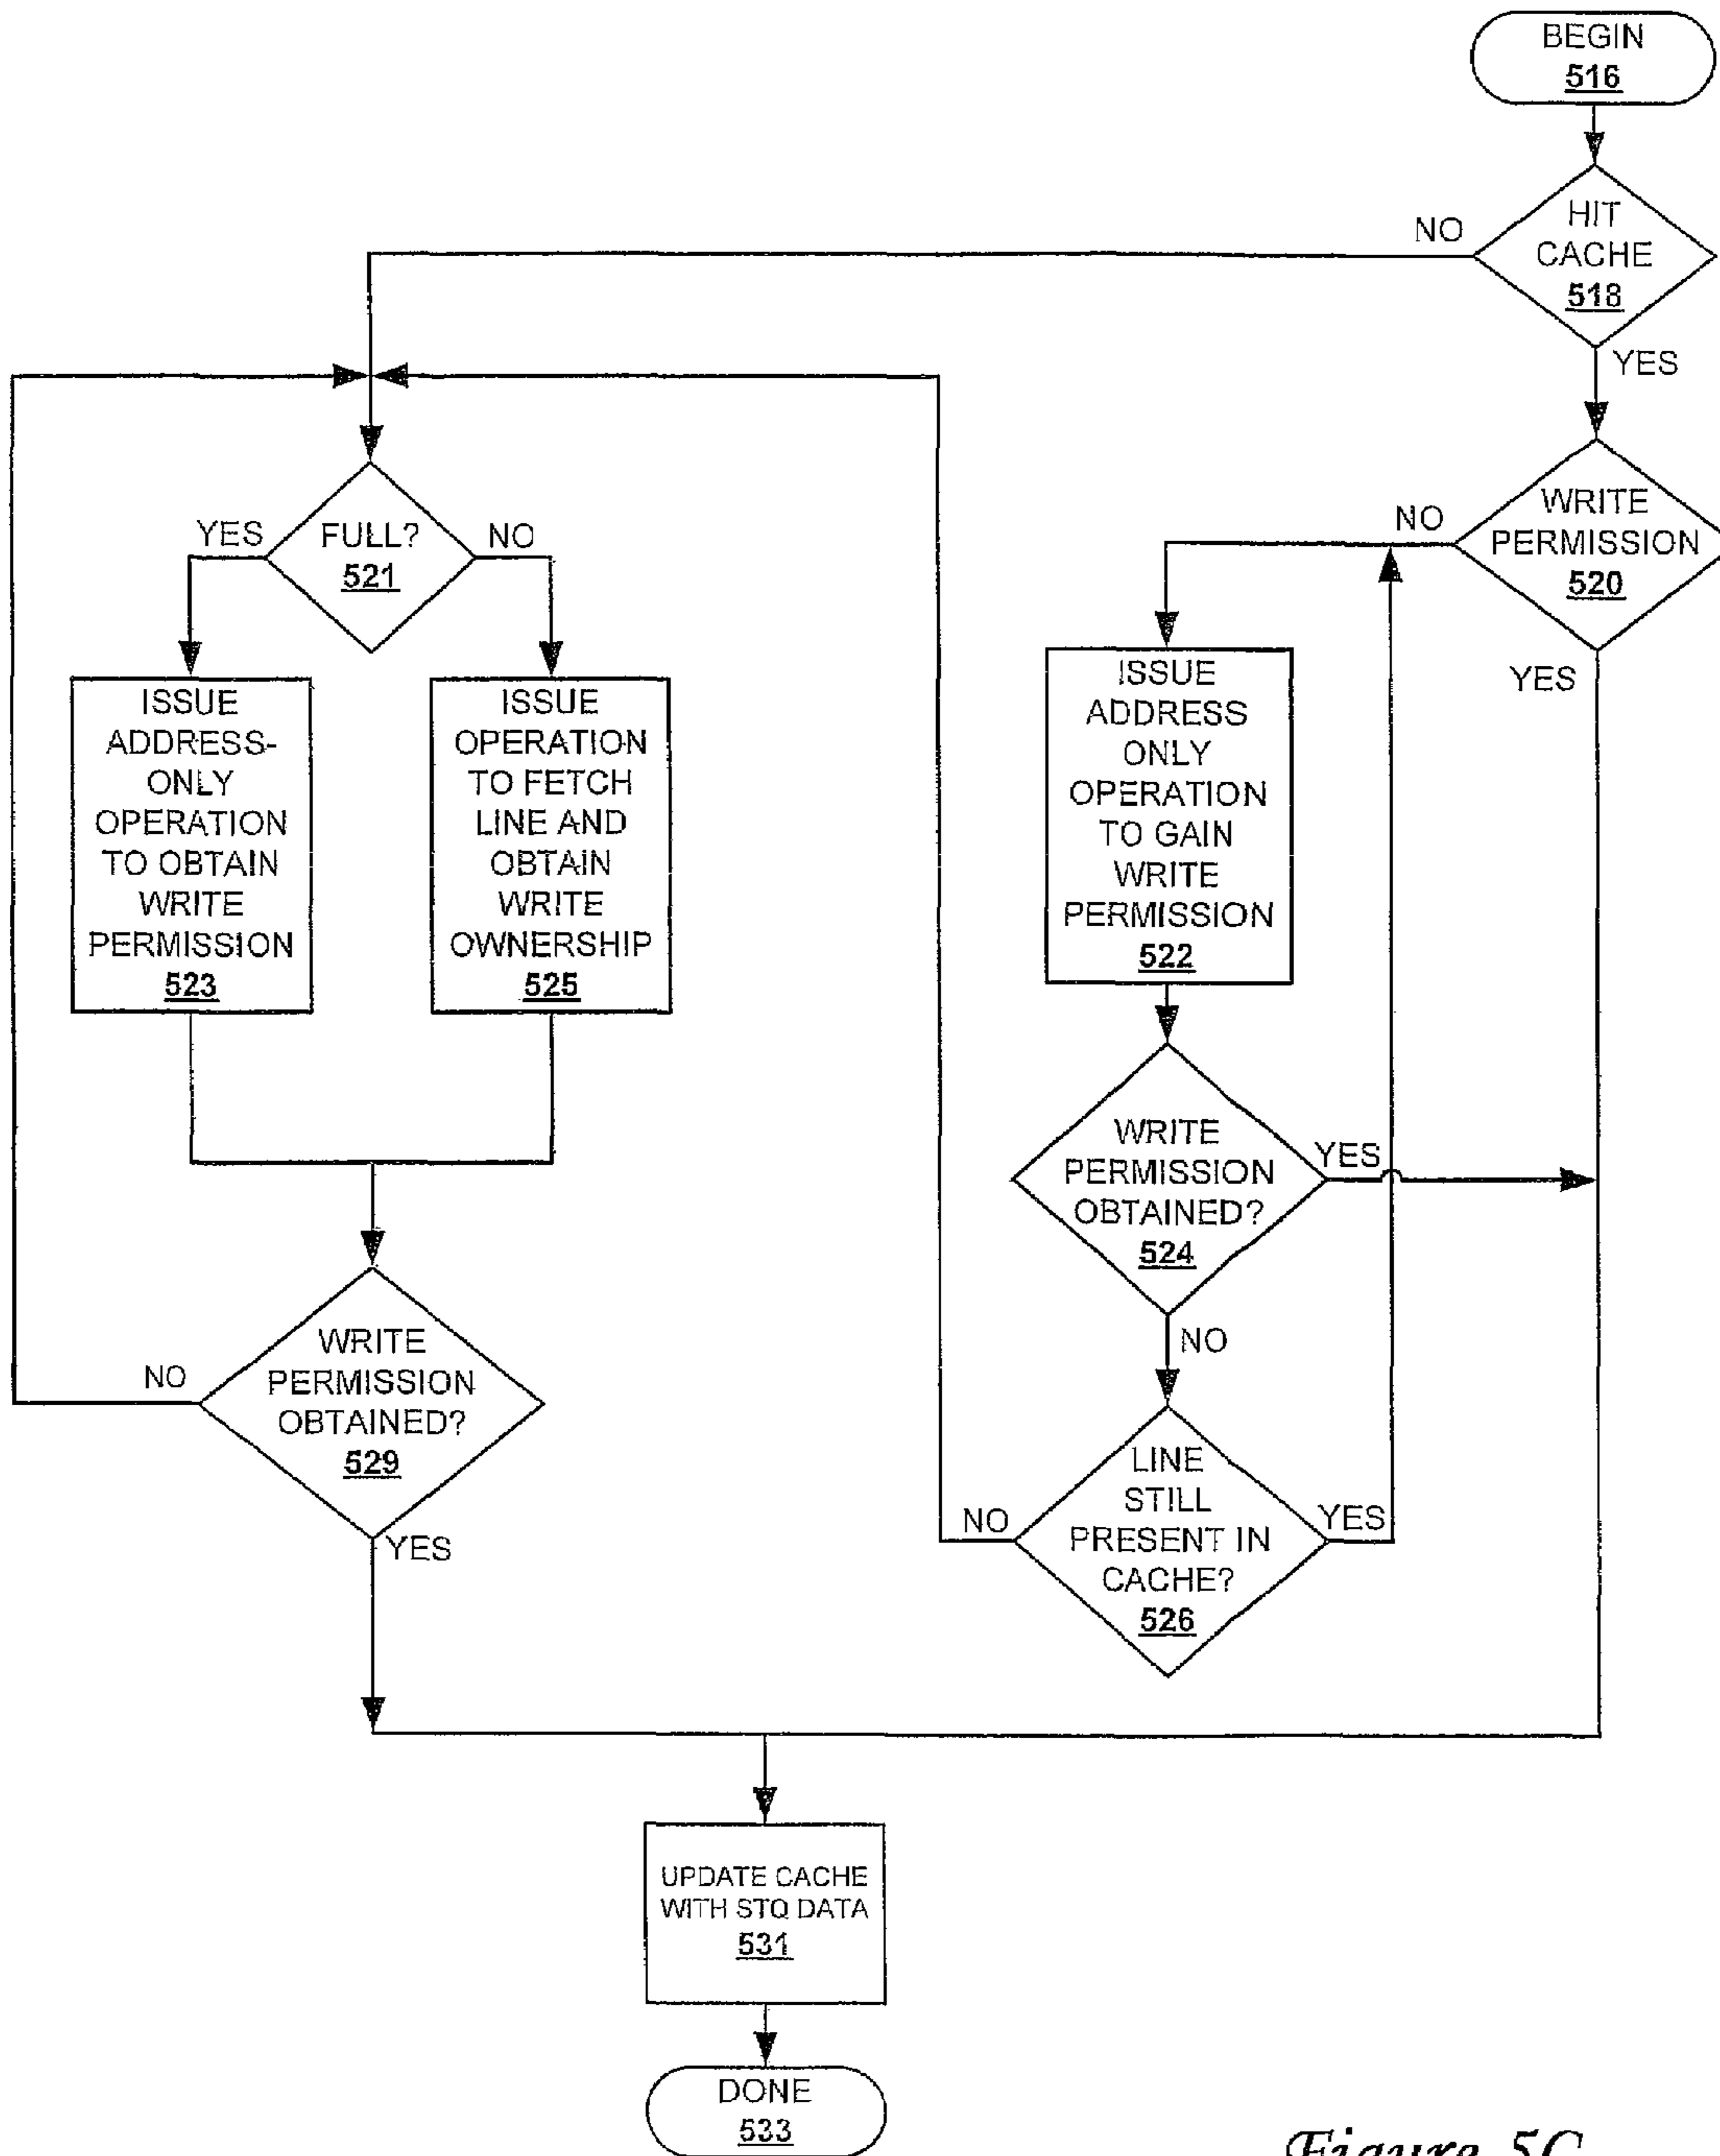 BEGIN
516
HIT
CACHE
518
NO
YES
WRITE
PERMISSION
520
NO
YES
FULL?
521
YES
NO
ISSUE
ADDRESS-
ONLY
OPERATION
TO OBTAIN
WRITE
PERMISSION
523
ISSUE
OPERATION
TO FETCH
LINE AND
OBTAIN
WRITE
OWNERSHIP
525
ISSUE
ADDRESS
ONLY
OPERATION
TO GAIN
WRITE
PERMISSION
522
WRITE
PERMISSION
OBTAINED?
524
YES
NO
WRITE
PERMISSION
OBTAINED?
529
NO
YES
LINE
STILL
PRESENT IN
CACHE?
526
NO
YES
UPDATE CACHE
WITH STQ DATA
531
DONE
533
Figure 5C